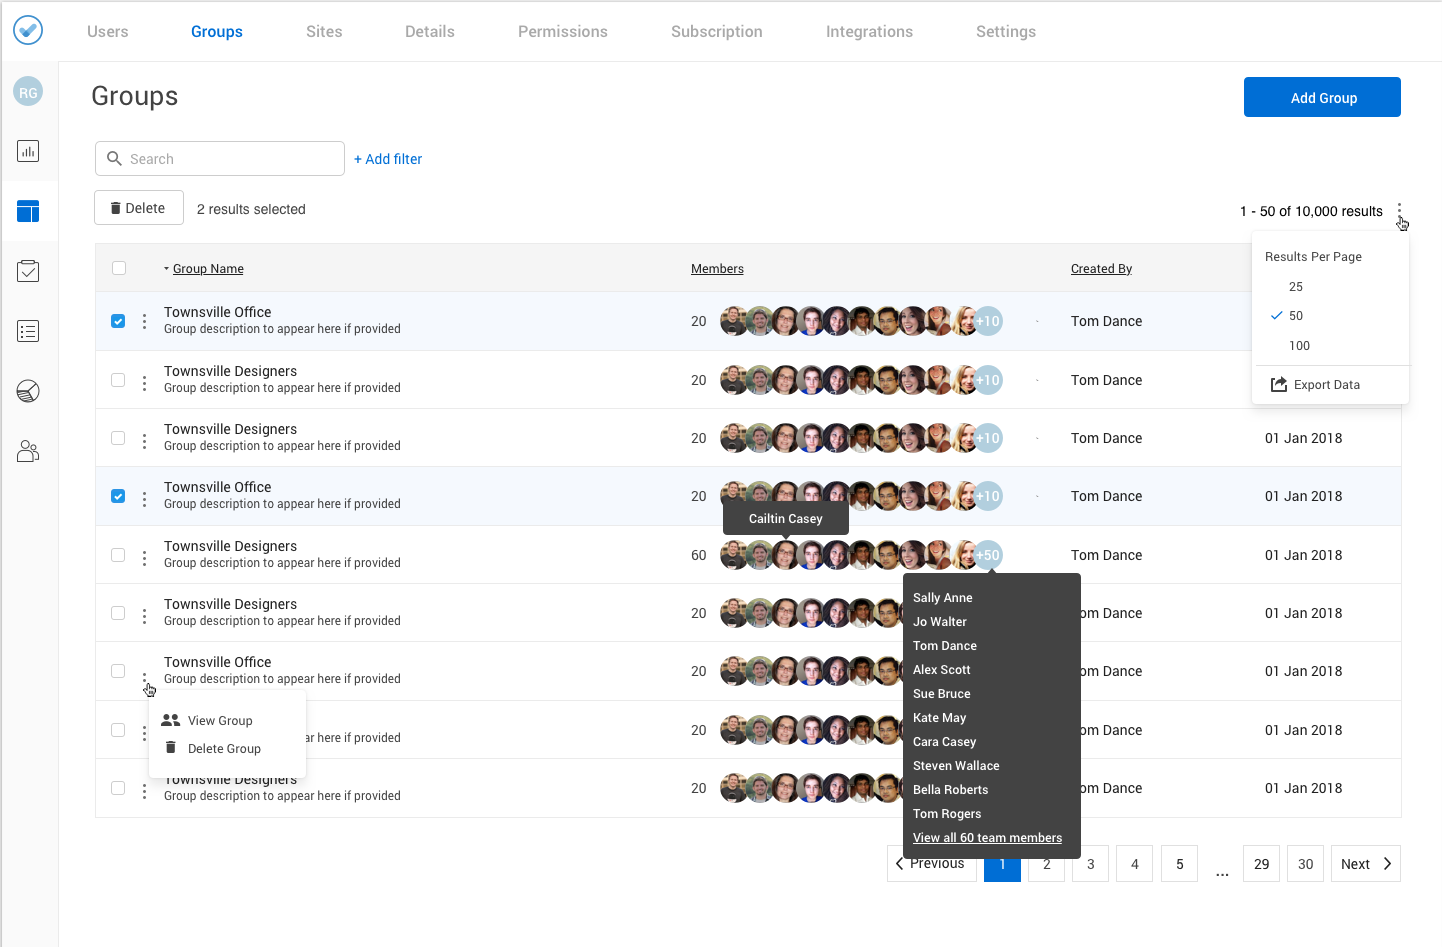 Users Groups Sites Details Permissions Subscription Integrations Settings
RG
Groups
Add Group
Search
+ Add filter
Delete
2 results selected
1 - 50 of 10,000 results
Results Per Page
25
50
100
Export Data
Group Name Members Created By
Townsville Office
Group description to appear here if provided
20 +10 Tom Dance
Townsville Designers
Group description to appear here if provided
20 +10 Tom Dance
Townsville Designers
Group description to appear here if provided
20 +10 Tom Dance 01 Jan 2018
Townsville Office
Group description to appear here if provided
20 +10 Tom Dance 01 Jan 2018
Cailtin Casey
Townsville Designers
Group description to appear here if provided
60 +50 Tom Dance 01 Jan 2018
Sally Anne
Jo Walter
Tom Dance
Alex Scott
Sue Bruce
Kate May
Cara Casey
Steven Wallace
Bella Roberts
Tom Rogers
View all 60 team members
Townsville Designers
Group description to appear here if provided
20 om Dance 01 Jan 2018
Townsville Office
Group description to appear here if provided
20 om Dance 01 Jan 2018
View Group
Delete Group
ar here if provided
20 om Dance 01 Jan 2018
Townsville Designers
Group description to appear here if provided
20 om Dance 01 Jan 2018
Previous 1 2 3 4 5 ... 29 30 Next